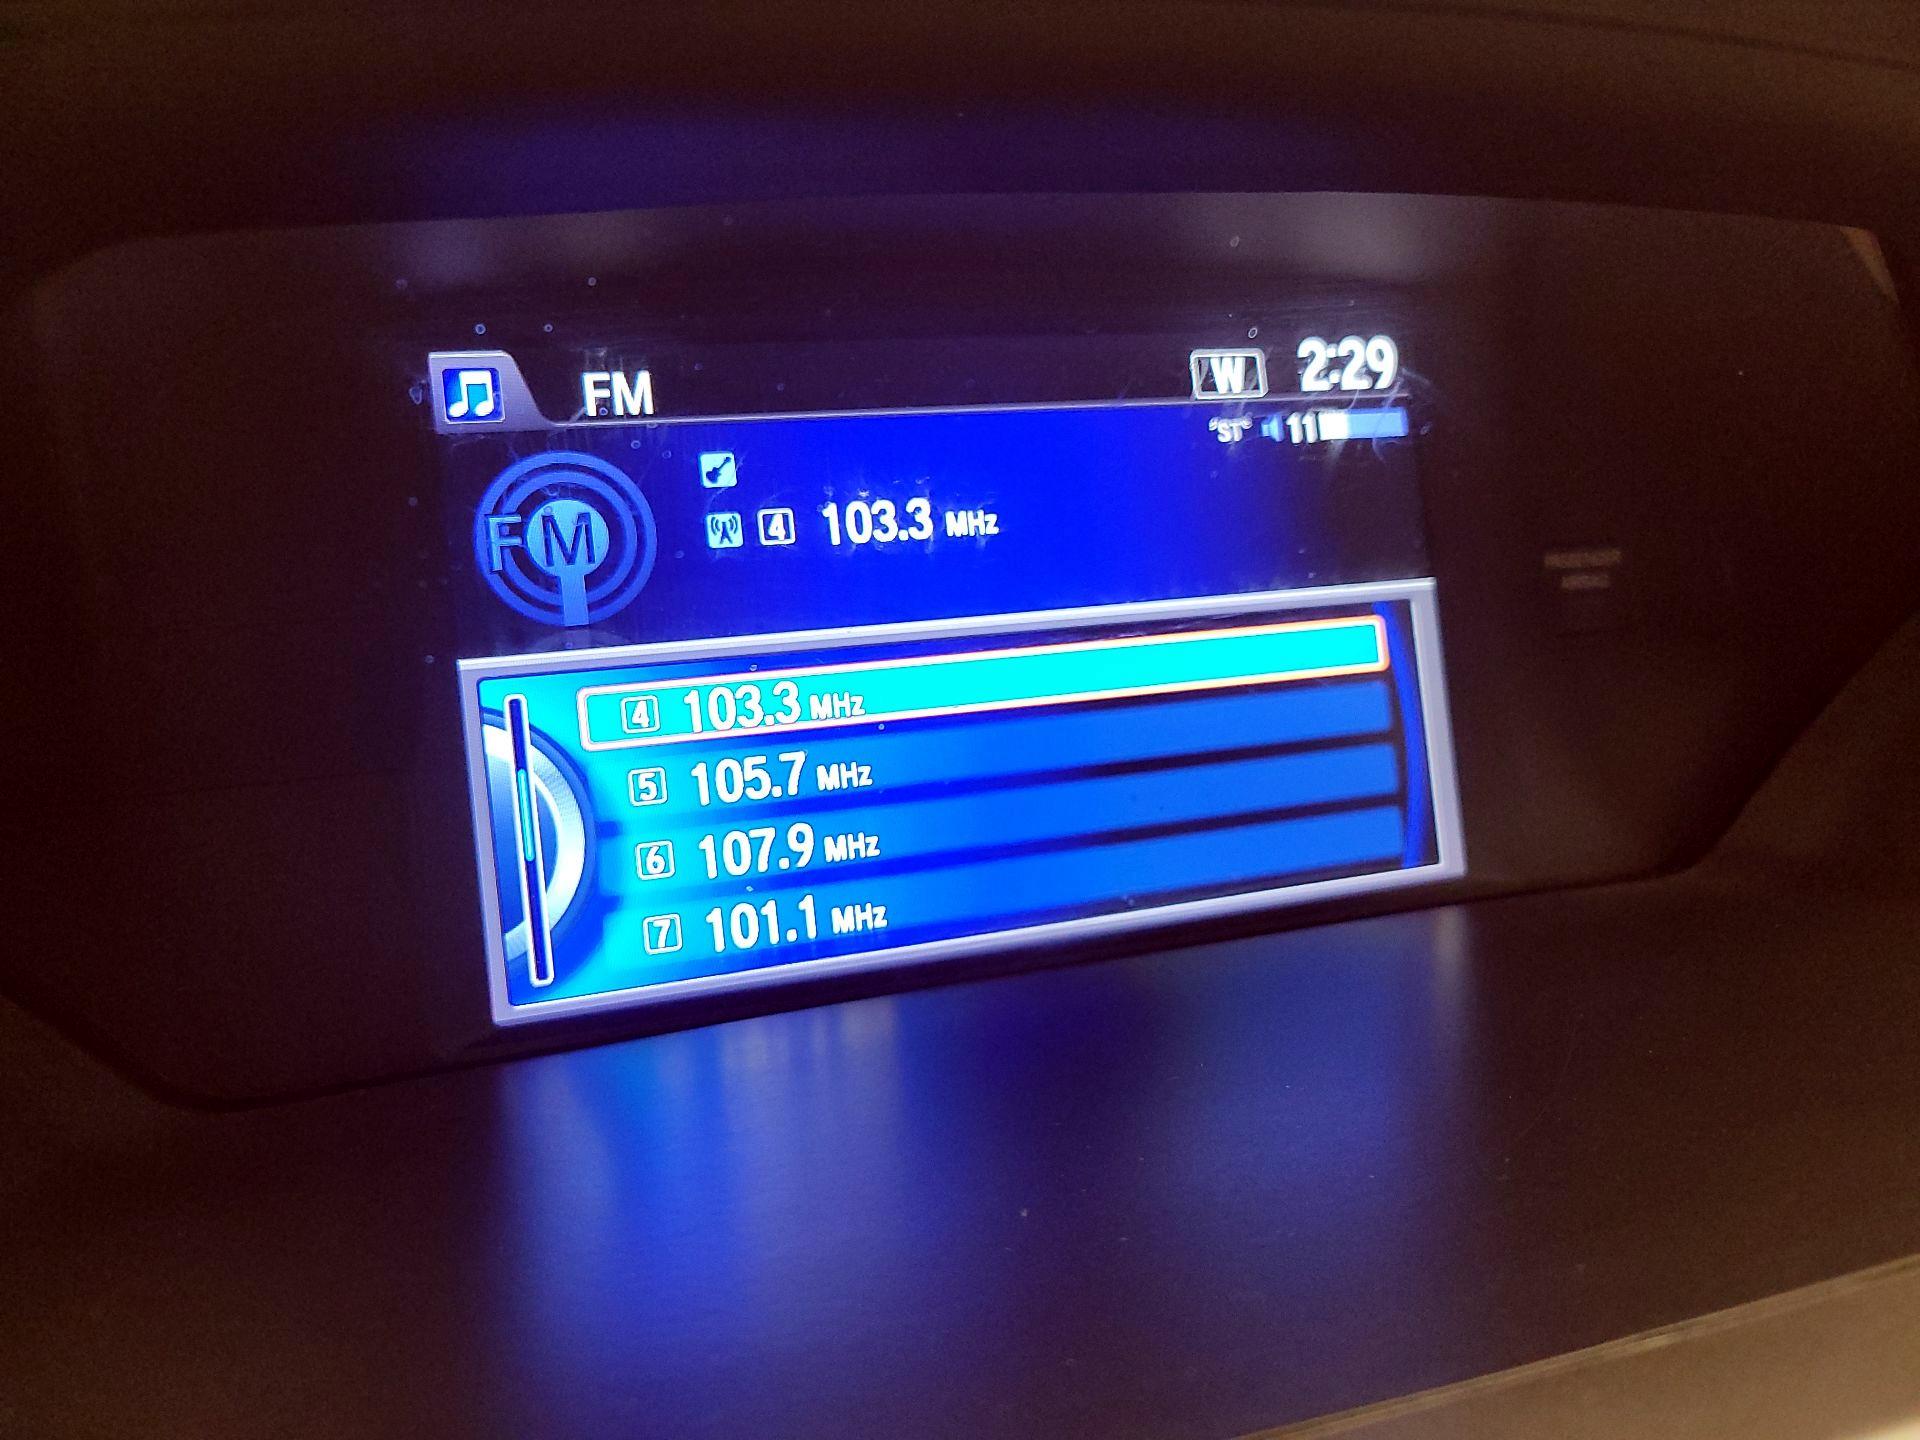 FM W 2:29
"ST" 11
FM
4 103.3 MHz
4 103.3 MHz
5 105.7 MHz
6 107.9 MHz
7 101.1 MHz